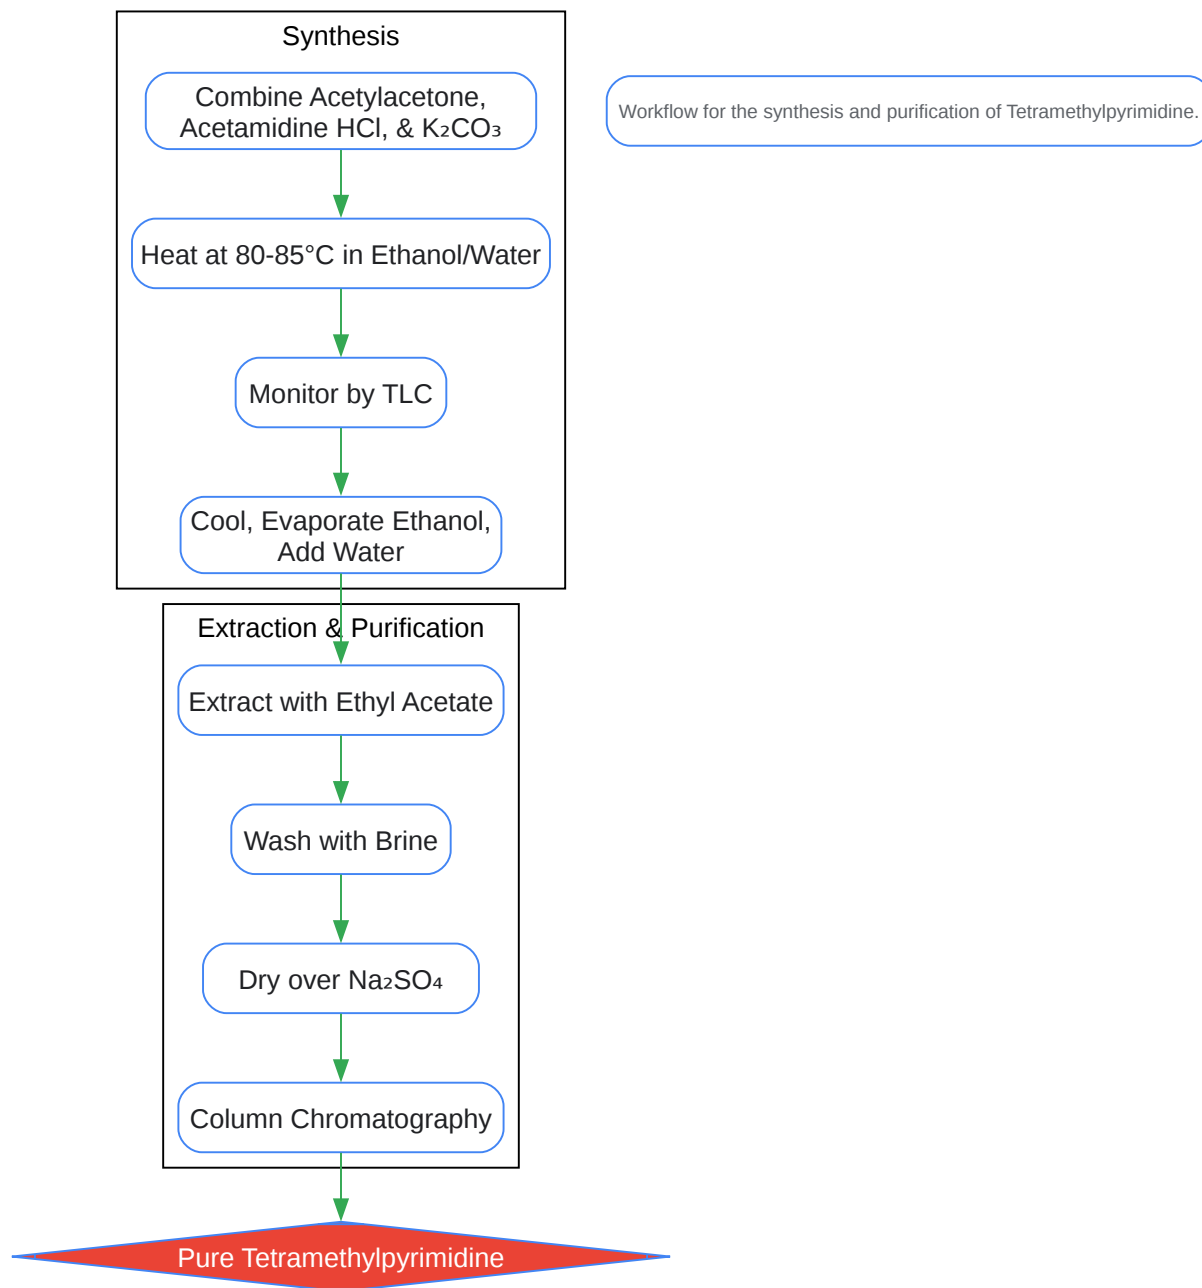 Synthesis
Combine Acetylacetone,
Acetamidine HCl, & K₂CO₃
Workflow for the synthesis and purification of Tetramethylpyrimidine.
Heat at 80-85°C in Ethanol/Water
Monitor by TLC
Cool, Evaporate Ethanol,
Add Water
Extraction & Purification
Extract with Ethyl Acetate
Wash with Brine
Dry over Na₂SO₄
Column Chromatography
Pure Tetramethylpyrimidine